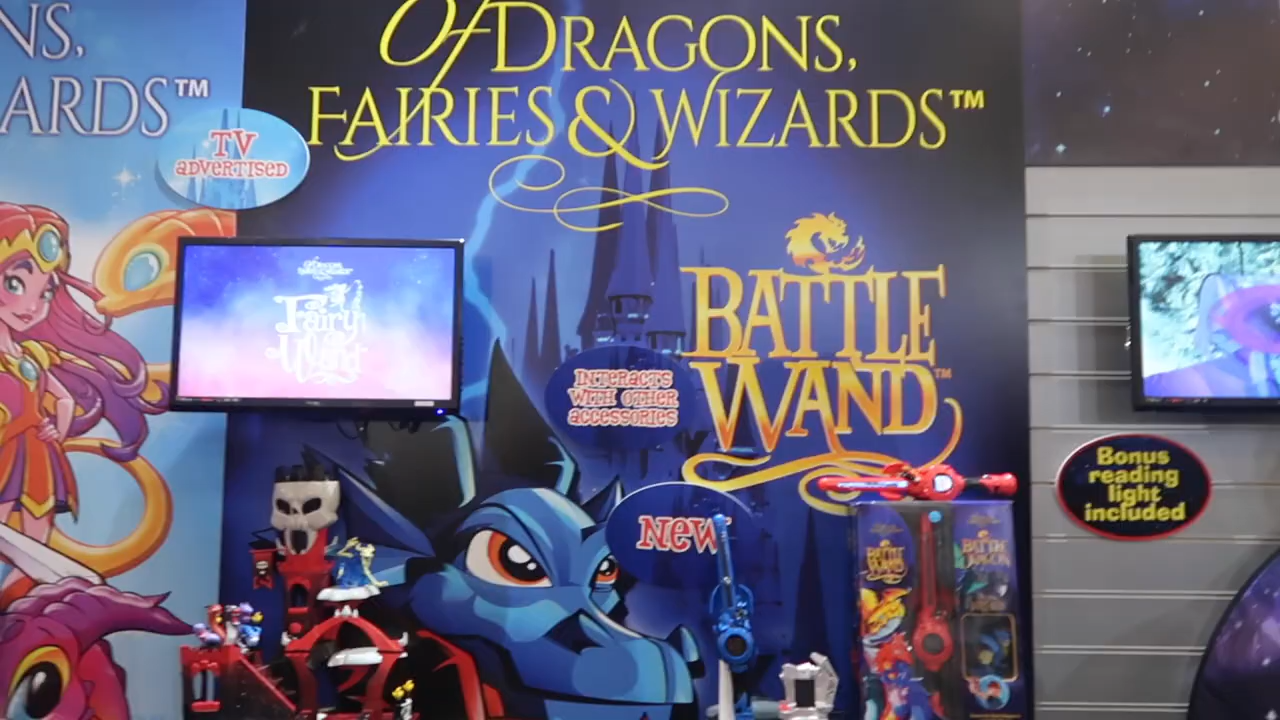 NS,
ARDS™
TV
ADVERTISED
Of DRAGONS,
FAIRIES & WIZARDS™
Fairy
Wand
BATTLE
WAND™
INTERACTS
WITH OTHER
ACCESSORIES
NEW
Bonus
reading
light
included
BATTLE
WAND
BATTLE